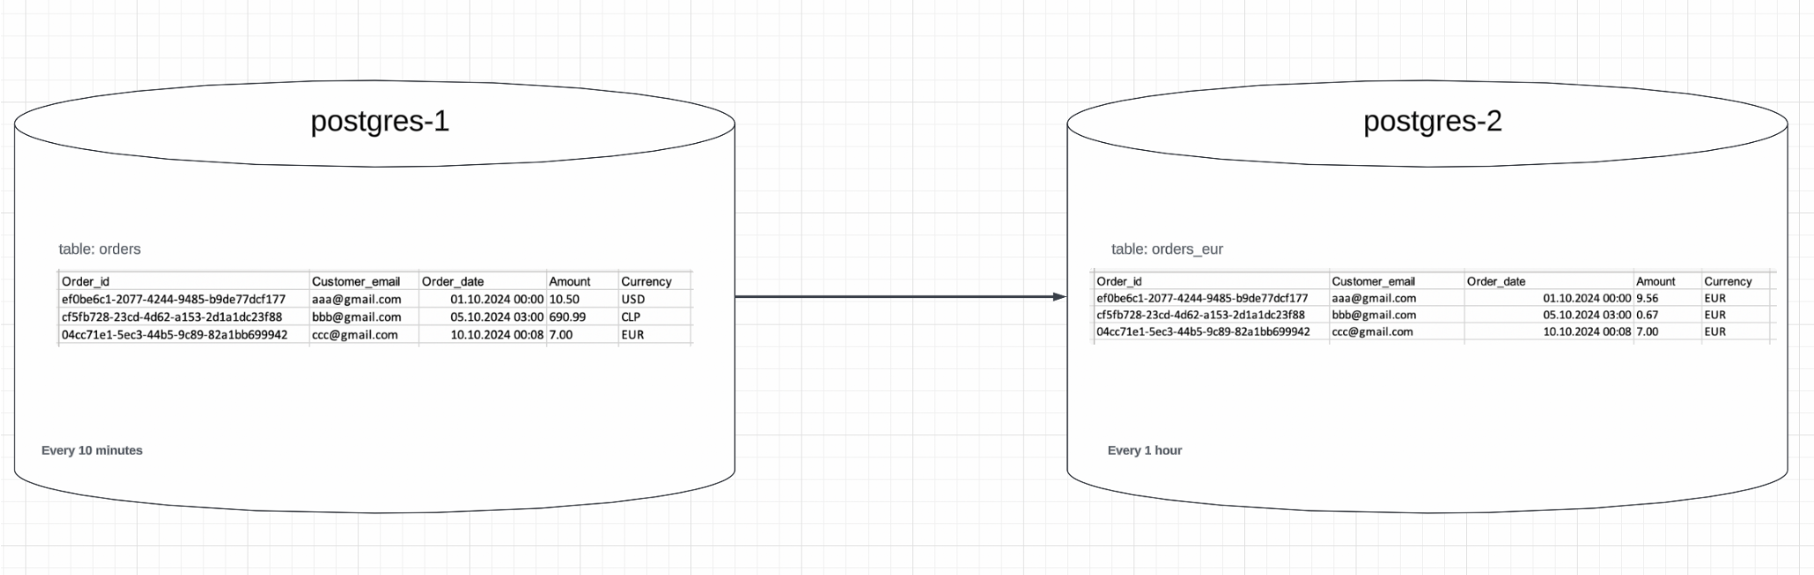 postgres-1
table: orders
Order_id Customer_email Order_date Amount Currency
ef0be6c1-2077-4244-9485-b9de77dcf177 aaa@gmail.com 01.10.2024 00:00 10.50 USD
cf5fb728-23cd-4d62-a153-2d1a1dc23f88 bbb@gmail.com 05.10.2024 03:00 690.99 CLP
04cc71e1-5ec3-44b5-9c89-82a1bb699942 ccc@gmail.com 10.10.2024 00:08 7.00 EUR
Every 10 minutes
postgres-2
table: orders_eur
Order_id Customer_email Order_date Amount Currency
ef0be6c1-2077-4244-9485-b9de77dcf177 aaa@gmail.com 01.10.2024 00:00 9.56 EUR
cf5fb728-23cd-4d62-a153-2d1a1dc23f88 bbb@gmail.com 05.10.2024 03:00 0.67 EUR
04cc71e1-5ec3-44b5-9c89-82a1bb699942 ccc@gmail.com 10.10.2024 00:08 7.00 EUR
Every 1 hour